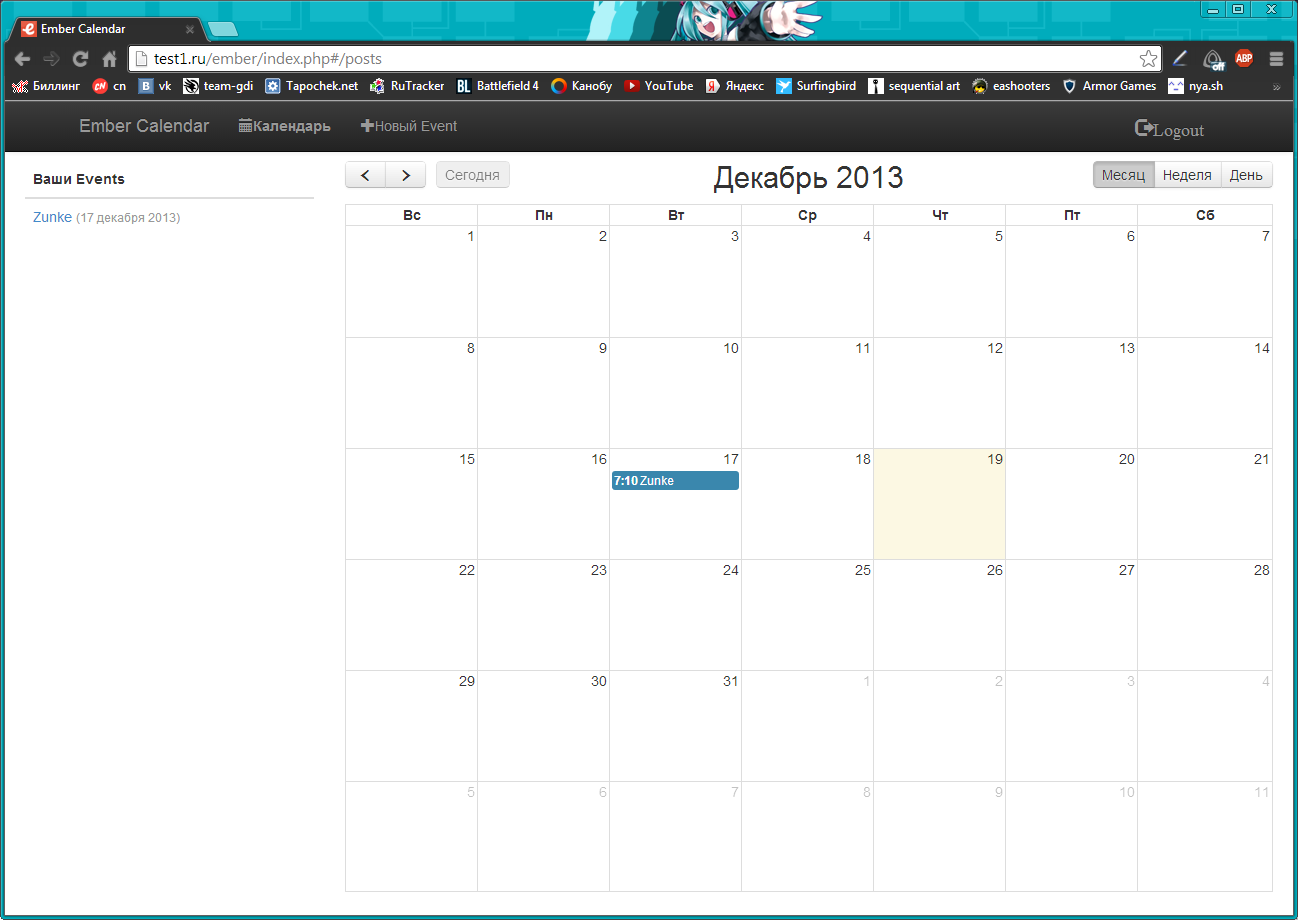 Ember Calendar
test1.ru/ember/index.php#/posts
off
ABP
Биллинг cn vk team-gdi Tapochek.net RuTracker BL Battlefield 4 Канобу YouTube Я Яндекс Surfingbird sequential art eashooters Armor Games nya.sh »
Ember Calendar Календарь Новый Event Logout
Ваши Events
Zunke (17 декабря 2013)
Сегодня
Декабрь 2013
Месяц Неделя День
Вс Пн Вт Ср Чт Пт Сб
1 2 3 4 5 6 7
8 9 10 11 12 13 14
15 16 17 18 19 20 21
7:10 Zunke
22 23 24 25 26 27 28
29 30 31 1 2 3 4
5 6 7 8 9 10 11